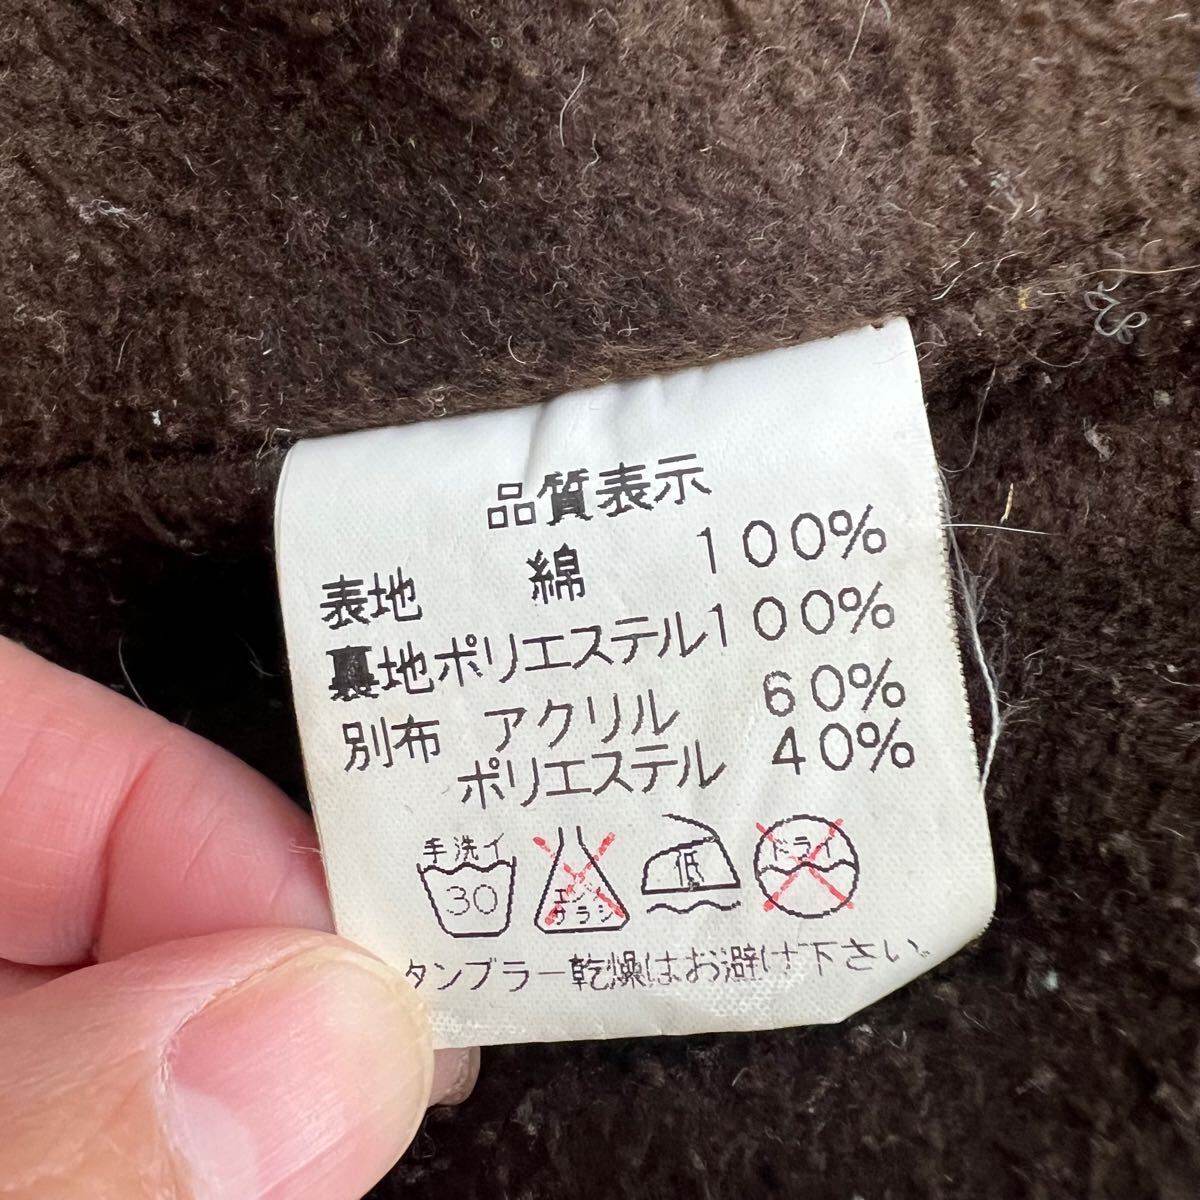 品質表示
表地 綿 100%
裏地ポリエステル100%
別布 アクリル 60%
ポリエステル 40%
手洗イ
30
エンソ
サラシ
低
ドライ
タンブラー乾燥はお避け下さい。